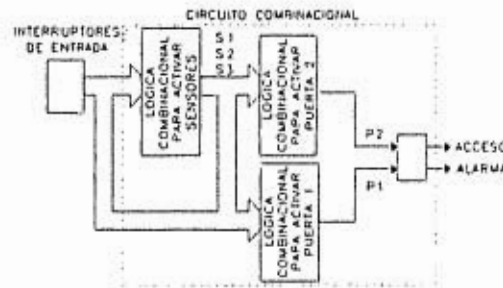 CIRCUITO COMBINACIONAL
INTERRUPTORES
DE ENTRADA
LOGICA
COMBINACIONAL
PARA ACTIVAR
SENSORES
S1
S2
S3
LOGICA
COMBINACIONAL
PARA ACTIVAR
PUERTA 2
P2
ACCESO
ALARMA
P1
LOGICA
COMBINACIONAL
PARA ACTIVAR
PUERTA 1